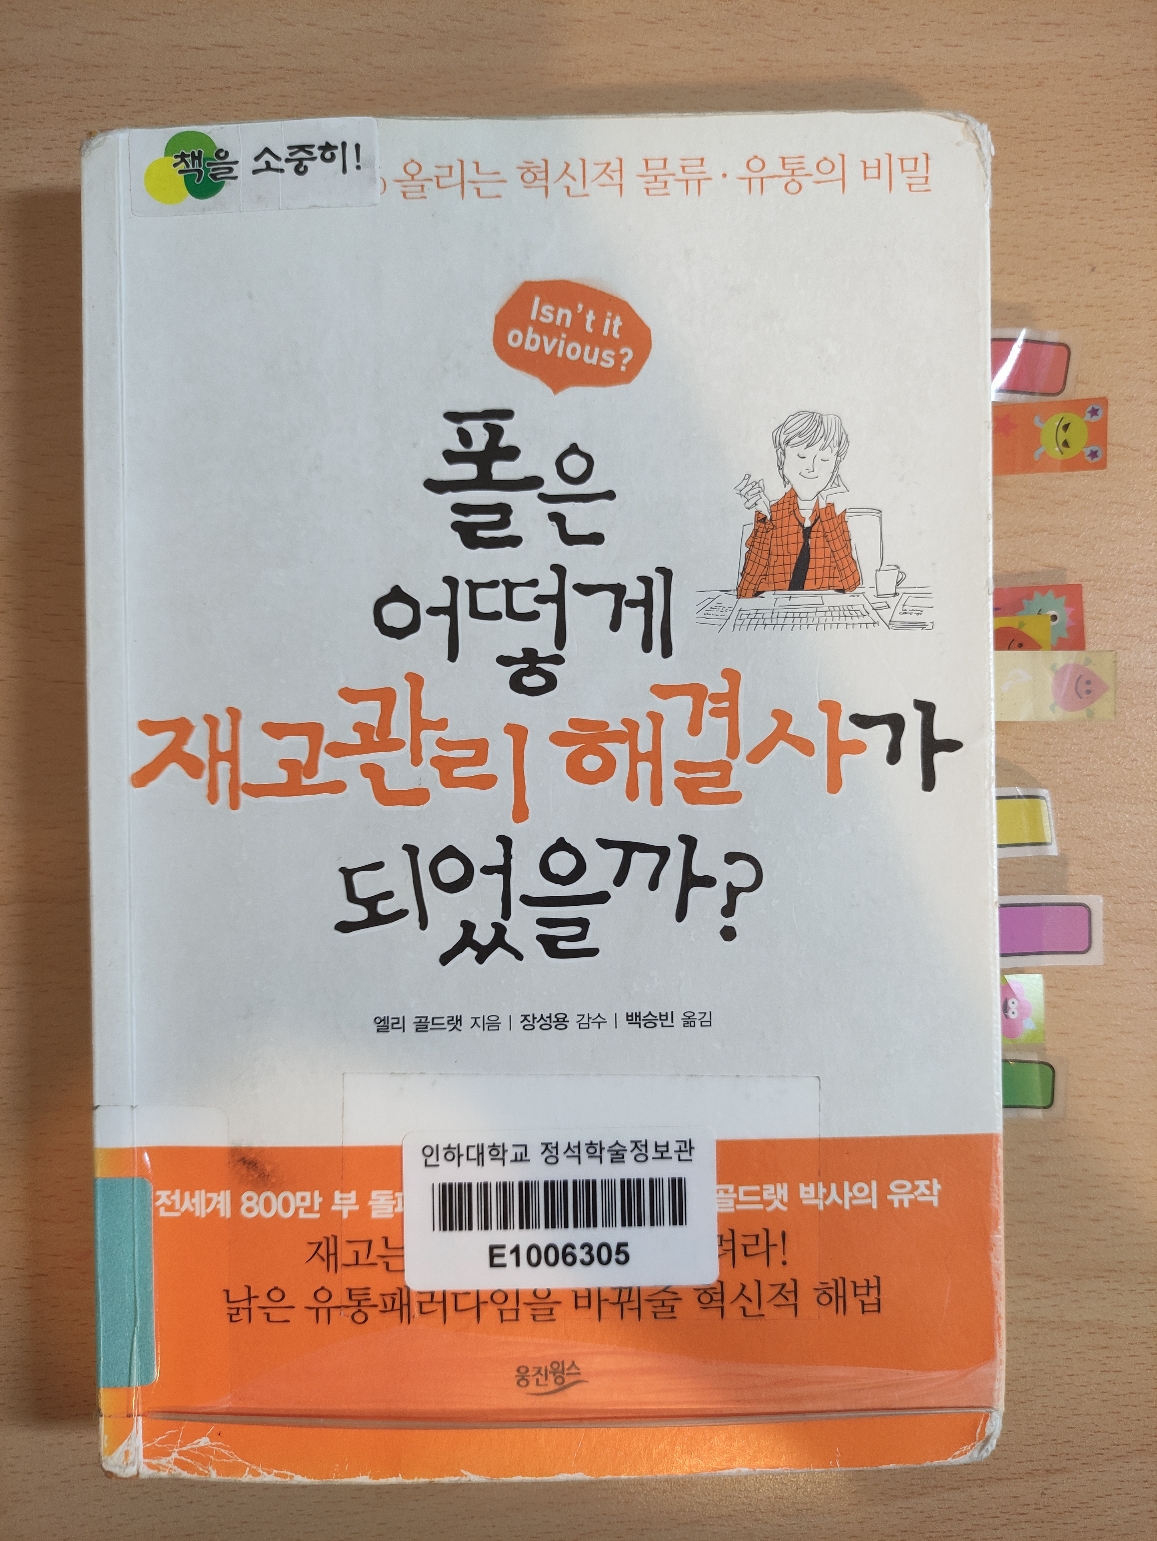 책을 소중히!
올리는 혁신적 물류·유통의 비밀
Isn't it
obvious?
폴은
어떻게
재고관리 해결사가
되었을까?
엘리 골드랫 지음 | 장성용 감수 | 백승빈 옮김
인하대학교 정석학술정보관
전세계 800만 부 골드랫 박사의 유작
E1006305
재고는
낡은 유통패러다임을 바꿔줄 혁신적 해법
웅진윙스